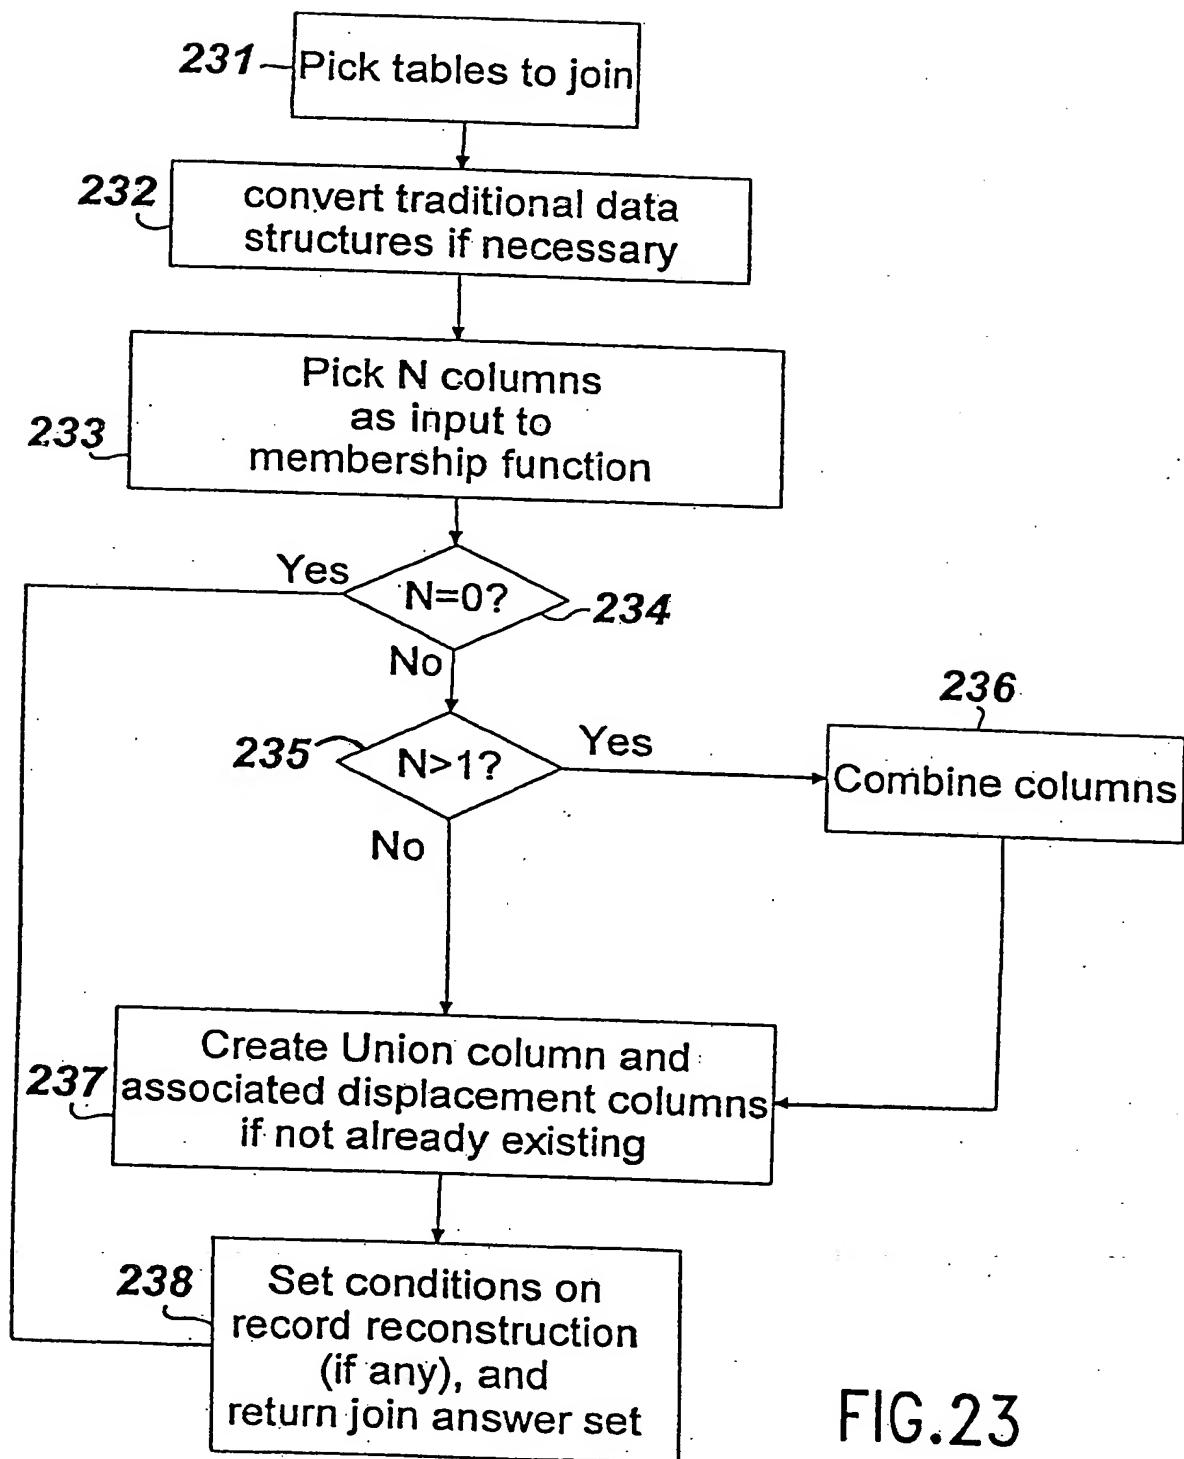 231
Pick tables to join
232
convert traditional data
structures if necessary
233
Pick N columns
as input to
membership function
Yes
N=0?
234
No
236
235
N>1?
Yes
Combine columns
No
237
Create Union column and
associated displacement columns
if not already existing
238
Set conditions on
record reconstruction
(if any), and
return join answer set
FIG.23